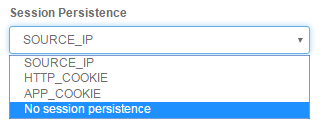 Session Persistence
SOURCE_IP
SOURCE_IP
HTTP_COOKIE
APP_COOKIE
No session persistence